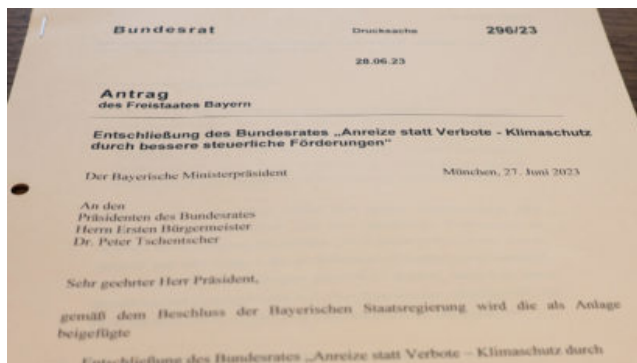 Bundesrat Drucksache 296/23
28.06.23
Antrag
des Freistaates Bayern
Entschließung des Bundesrates „Anreize statt Verbote - Klimaschutz
durch bessere steuerliche Förderungen“
Der Bayerische Ministerpräsident München, 27. Juni 2023
An den
Präsidenten des Bundesrates
Herrn Ersten Bürgermeister
Dr. Peter Tschentscher
Sehr geehrter Herr Präsident,
gemäß dem Beschluss der Bayerischen Staatsregierung wird die als Anlage
beigefügte
Entschließung des Bundesrates „Anreize statt Verbote – Klimaschutz durch